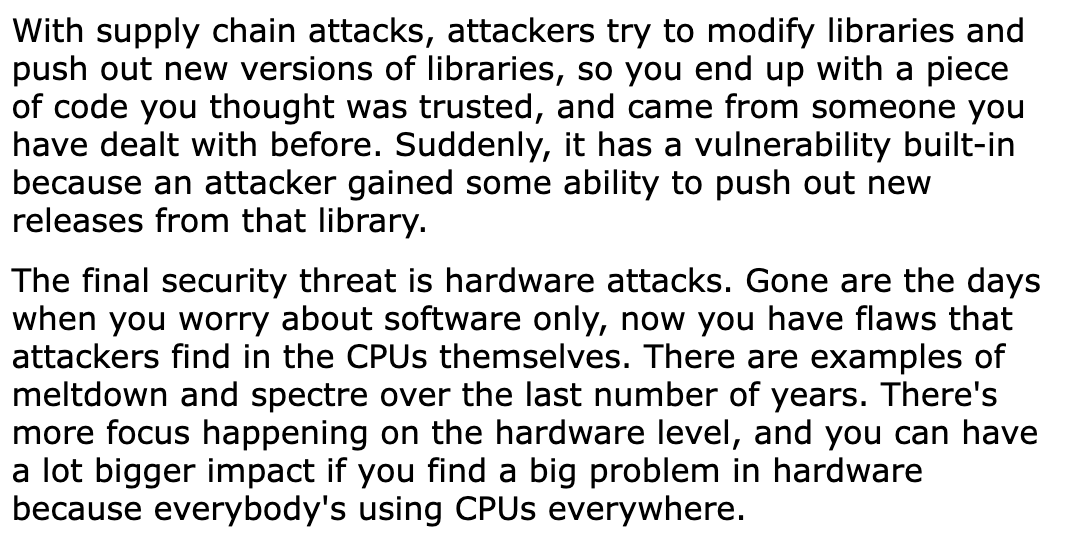 With supply chain attacks, attackers try to modify libraries and
push out new versions of libraries, so you end up with a piece
of code you thought was trusted, and came from someone you
have dealt with before. Suddenly, it has a vulnerability built-in
because an attacker gained some ability to push out new
releases from that library.
The final security threat is hardware attacks. Gone are the days
when you worry about software only, now you have flaws that
attackers find in the CPUs themselves. There are examples of
meltdown and spectre over the last number of years. There's
more focus happening on the hardware level, and you can have
a lot bigger impact if you find a big problem in hardware
because everybody's using CPUs everywhere.